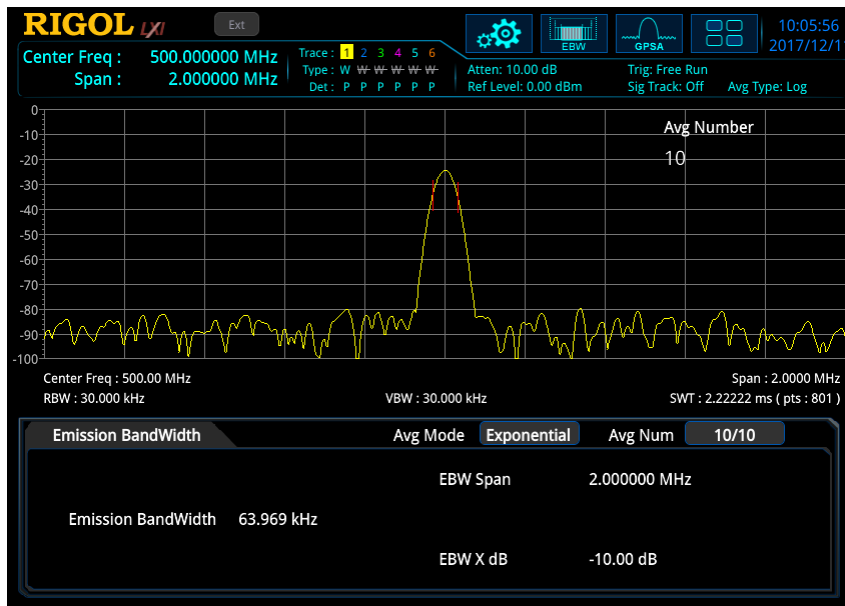 RIGOL LXI Ext
10:05:56
2017/12/1
Center Freq : 500.000000 MHz
Span : 2.000000 MHz
Trace : 1 2 3 4 5 6
Type : W W W W W W
Det : P P P P P P
EBW
GPSA
Atten: 10.00 dB
Ref Level: 0.00 dBm
Trig: Free Run
Sig Track: Off
Avg Type: Log
0
-10
-20
-30
-40
-50
-60
-70
-80
-90
-100
Avg Number
10
Center Freq : 500.00 MHz
Span : 2.0000 MHz
RBW : 30.000 kHz
VBW : 30.000 kHz
SWT : 2.22222 ms ( pts : 801 )
Emission BandWidth
Avg Mode Exponential
Avg Num 10/10
EBW Span 2.000000 MHz
Emission BandWidth 63.969 kHz
EBW X dB -10.00 dB